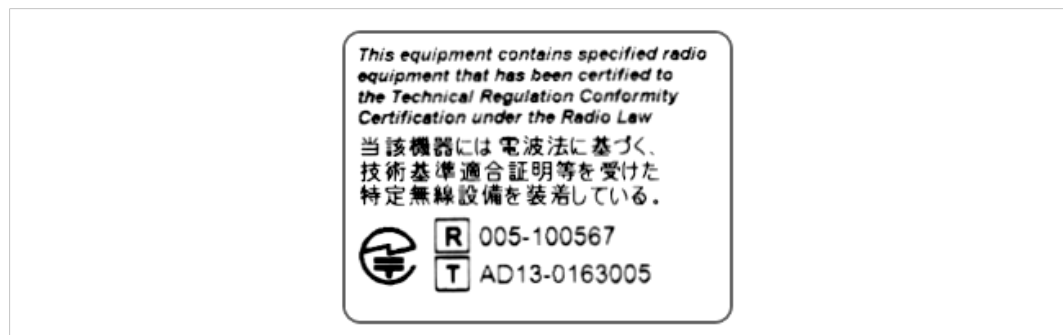 This equipment contains specified radio
equipment that has been certified to
the Technical Regulation Conformity
Certification under the Radio Law
当該機器には電波法に基づく、
技術基準適合証明等を受けた
特定無線設備を装着している。
R 005-100567
T AD13-0163005